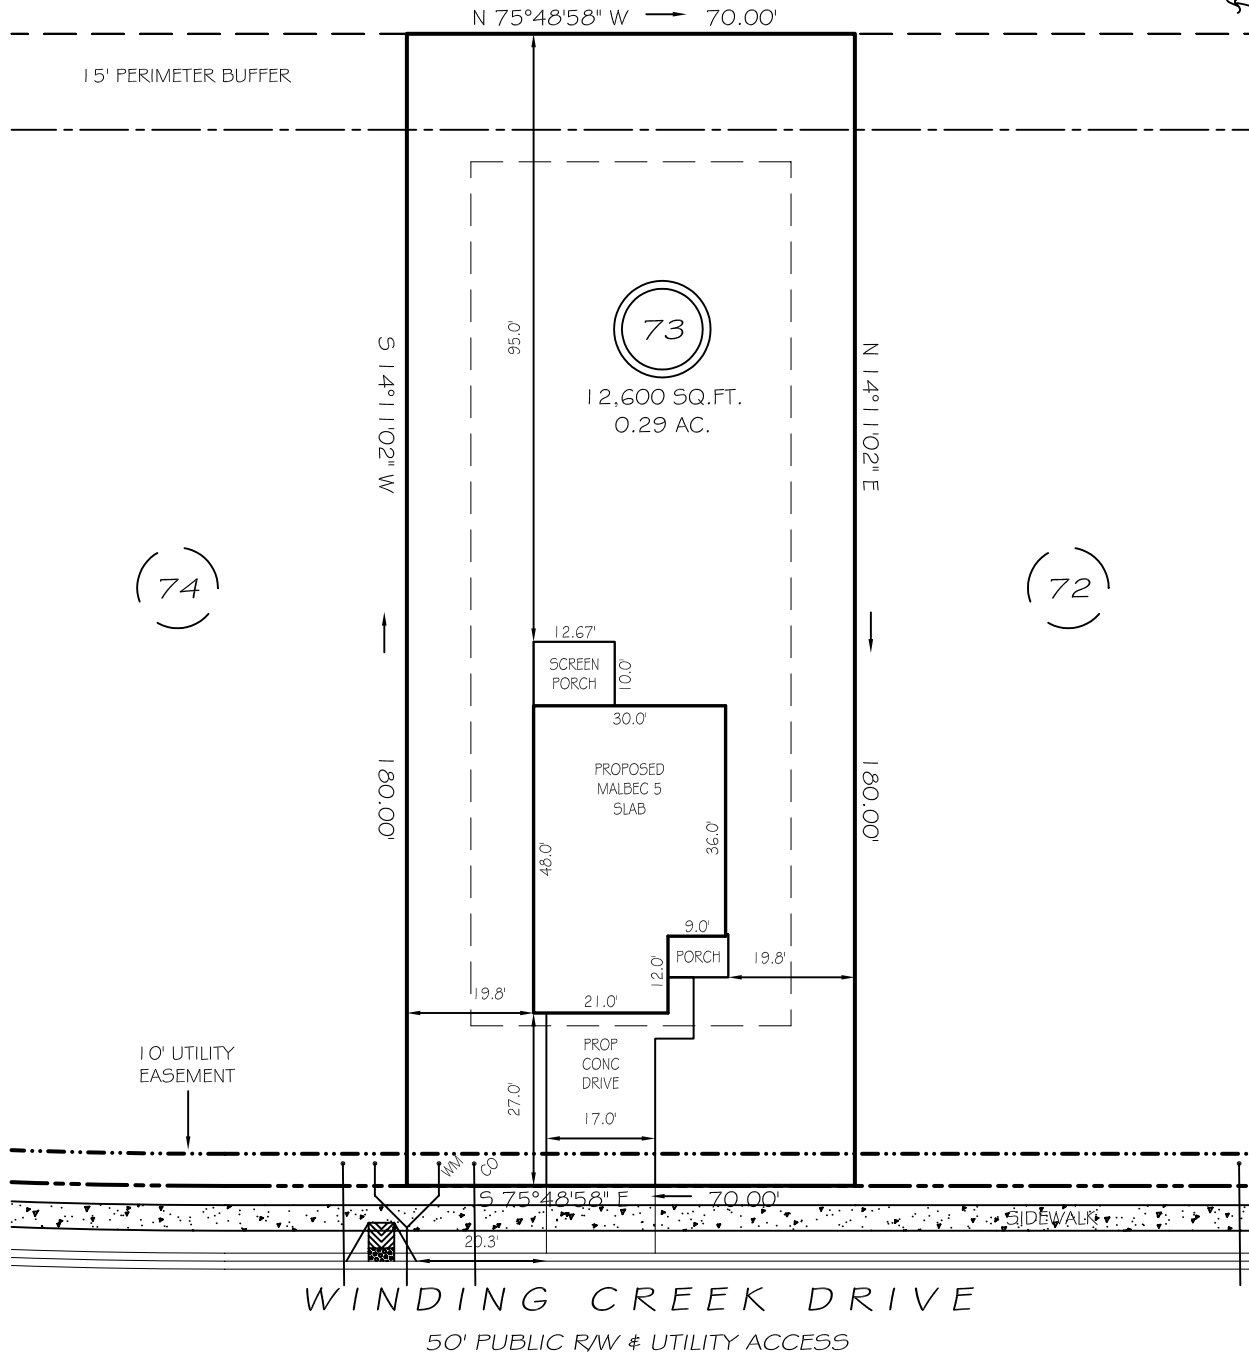 N 75°48'58" W 70.00'
15' PERIMETER BUFFER
95.0'
73
12,600 SQ.FT.
0.29 AC.
S 14°11'02" W
180.00'
N 14°11'02" E
180.00'
74
72
12.67'
SCREEN
PORCH
10.0'
30.0'
PROPOSED
MALBEC 5
SLAB
48.0'
36.0'
9.0'
PORCH
12.0'
19.8'
19.8'
21.0'
PROP
CONC
DRIVE
27.0'
17.0'
10' UTILITY
EASEMENT
WM
CO
S 75°48'58" E 70.00'
SIDEWALK
20.3'
WINDING CREEK DRIVE
50' PUBLIC R/W & UTILITY ACCESS